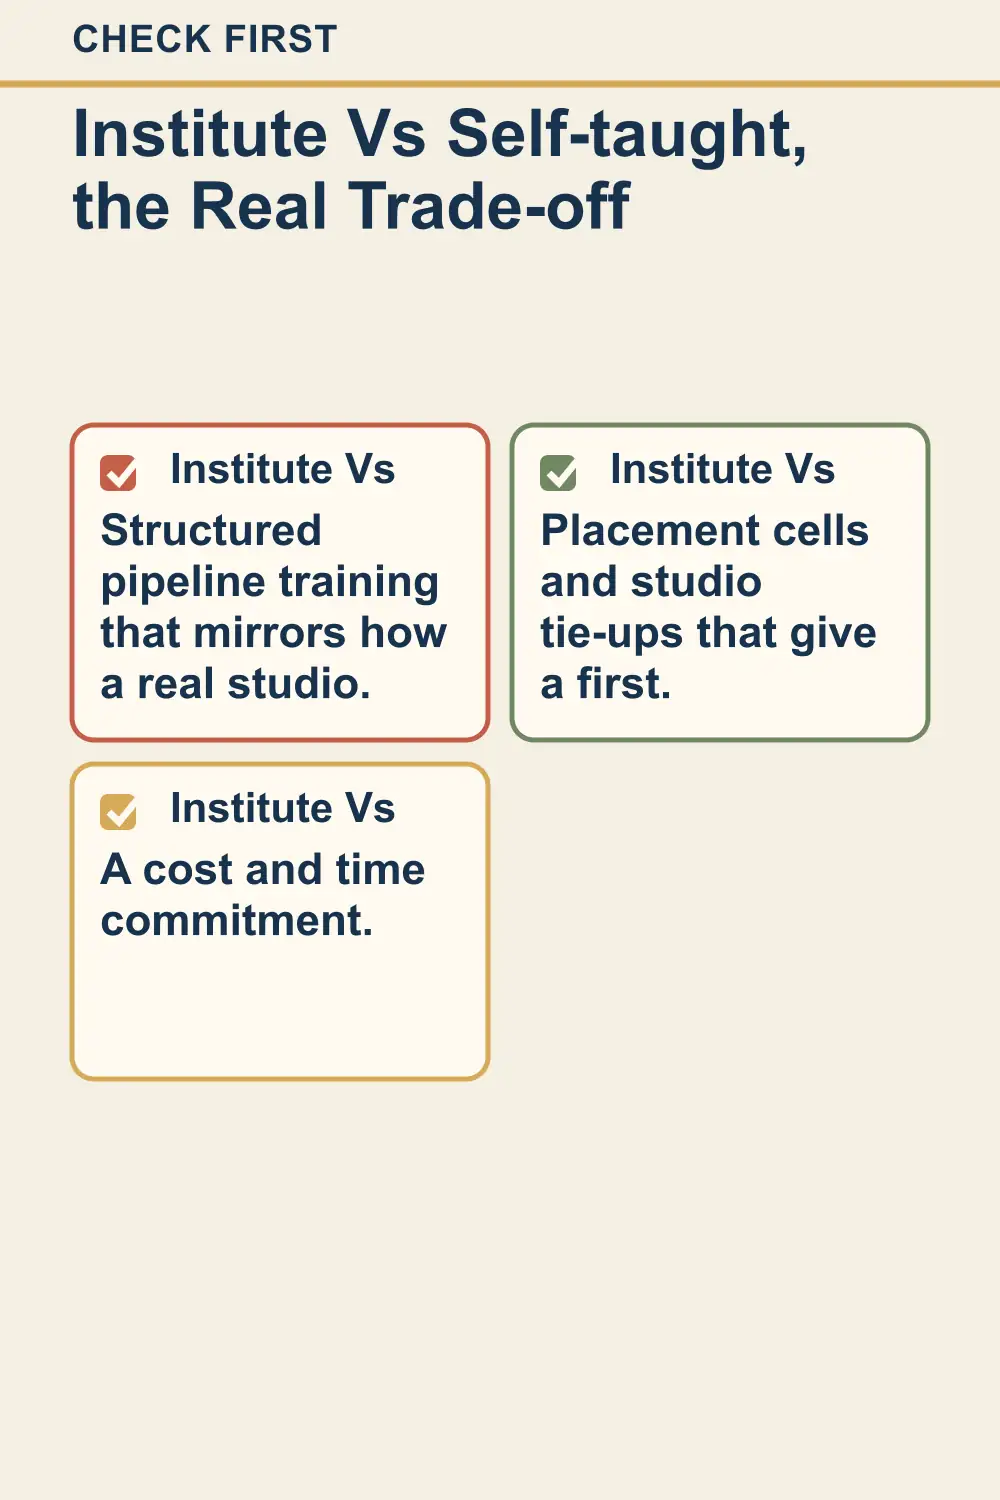 CHECK FIRST
Institute Vs Self-taught,
the Real Trade-off
Institute Vs
Structured
pipeline training
that mirrors how
a real studio.
Institute Vs
Placement cells
and studio
tie-ups that give
a first.
Institute Vs
A cost and time
commitment.